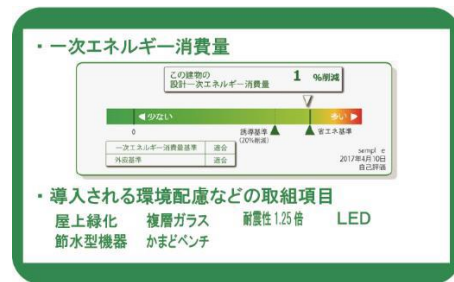 ・一次エネルギー消費量
この建物の
設計一次エネルギー消費量 1 %削減
◀少ない 多い▶
0 誘導基準 省エネ基準
(20%削減)
一次エネルギー消費量基準 適合
外皮基準 適合
sempl e
2017年4月10日
自己評価
・導入される環境配慮などの取組項目
屋上緑化 複層ガラス 耐震性1.25倍 LED
節水型機器 かまどベンチ